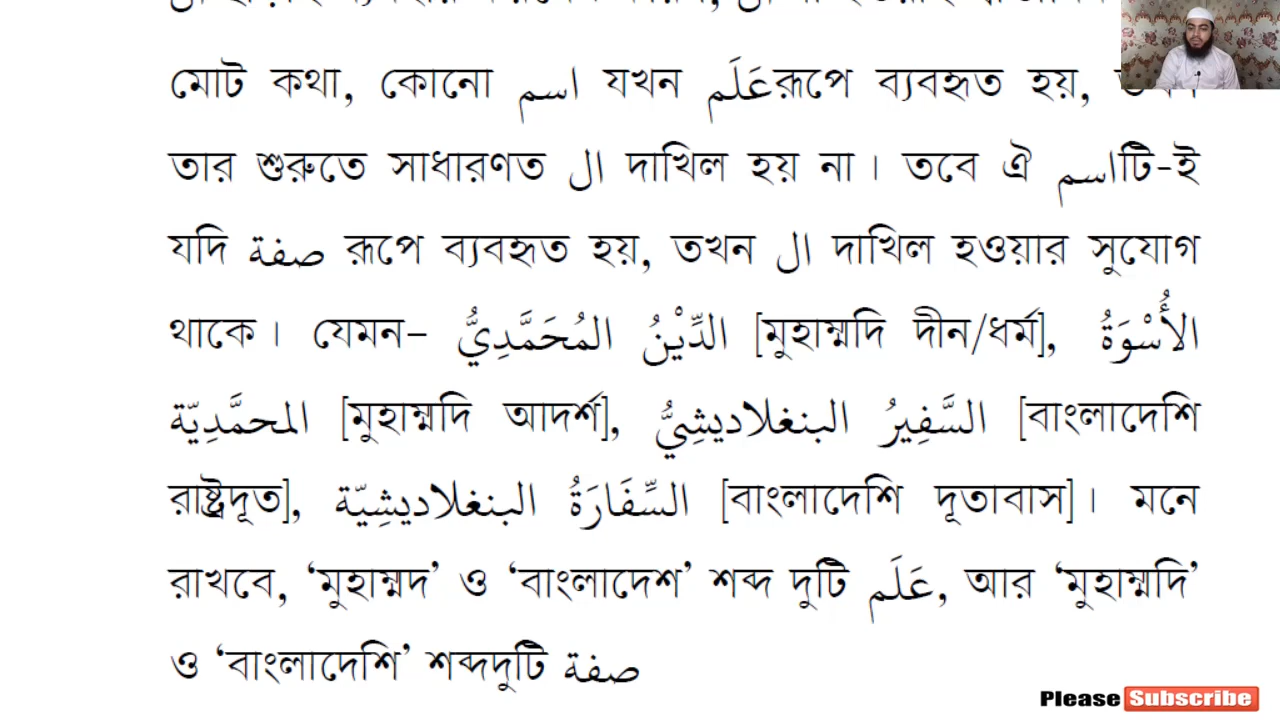 মোট কথা, কোনো اسم যখন عَلَمরূপে ব্যবহৃত হয়,
তার শুরুতে সাধারণত ال দাখিল হয় না। তবে ঐ اسمটি-ই
যদি صفة রূপে ব্যবহৃত হয়, তখন ال দাখিল হওয়ার সুযোগ
থাকে। যেমন– الدِّيْنُ المُحَمَّدِيُّ [মুহাম্মদি দীন/ধর্ম], الأُسْوَةُ
المحمَّدِيّة [মুহাম্মদি আদর্শ], السَّفِيرُ البنغلاديشِيُّ [বাংলাদেশি
রাষ্ট্রদূত], السِّفَارَةُ البنغلاديشِيّة [বাংলাদেশি দূতাবাস]। মনে
রাখবে, ‘মুহাম্মদ’ ও ‘বাংলাদেশ’ শব্দ দুটি عَلَم, আর ‘মুহাম্মদি’
ও ‘বাংলাদেশি’ শব্দদুটি صفة
Please Subscribe